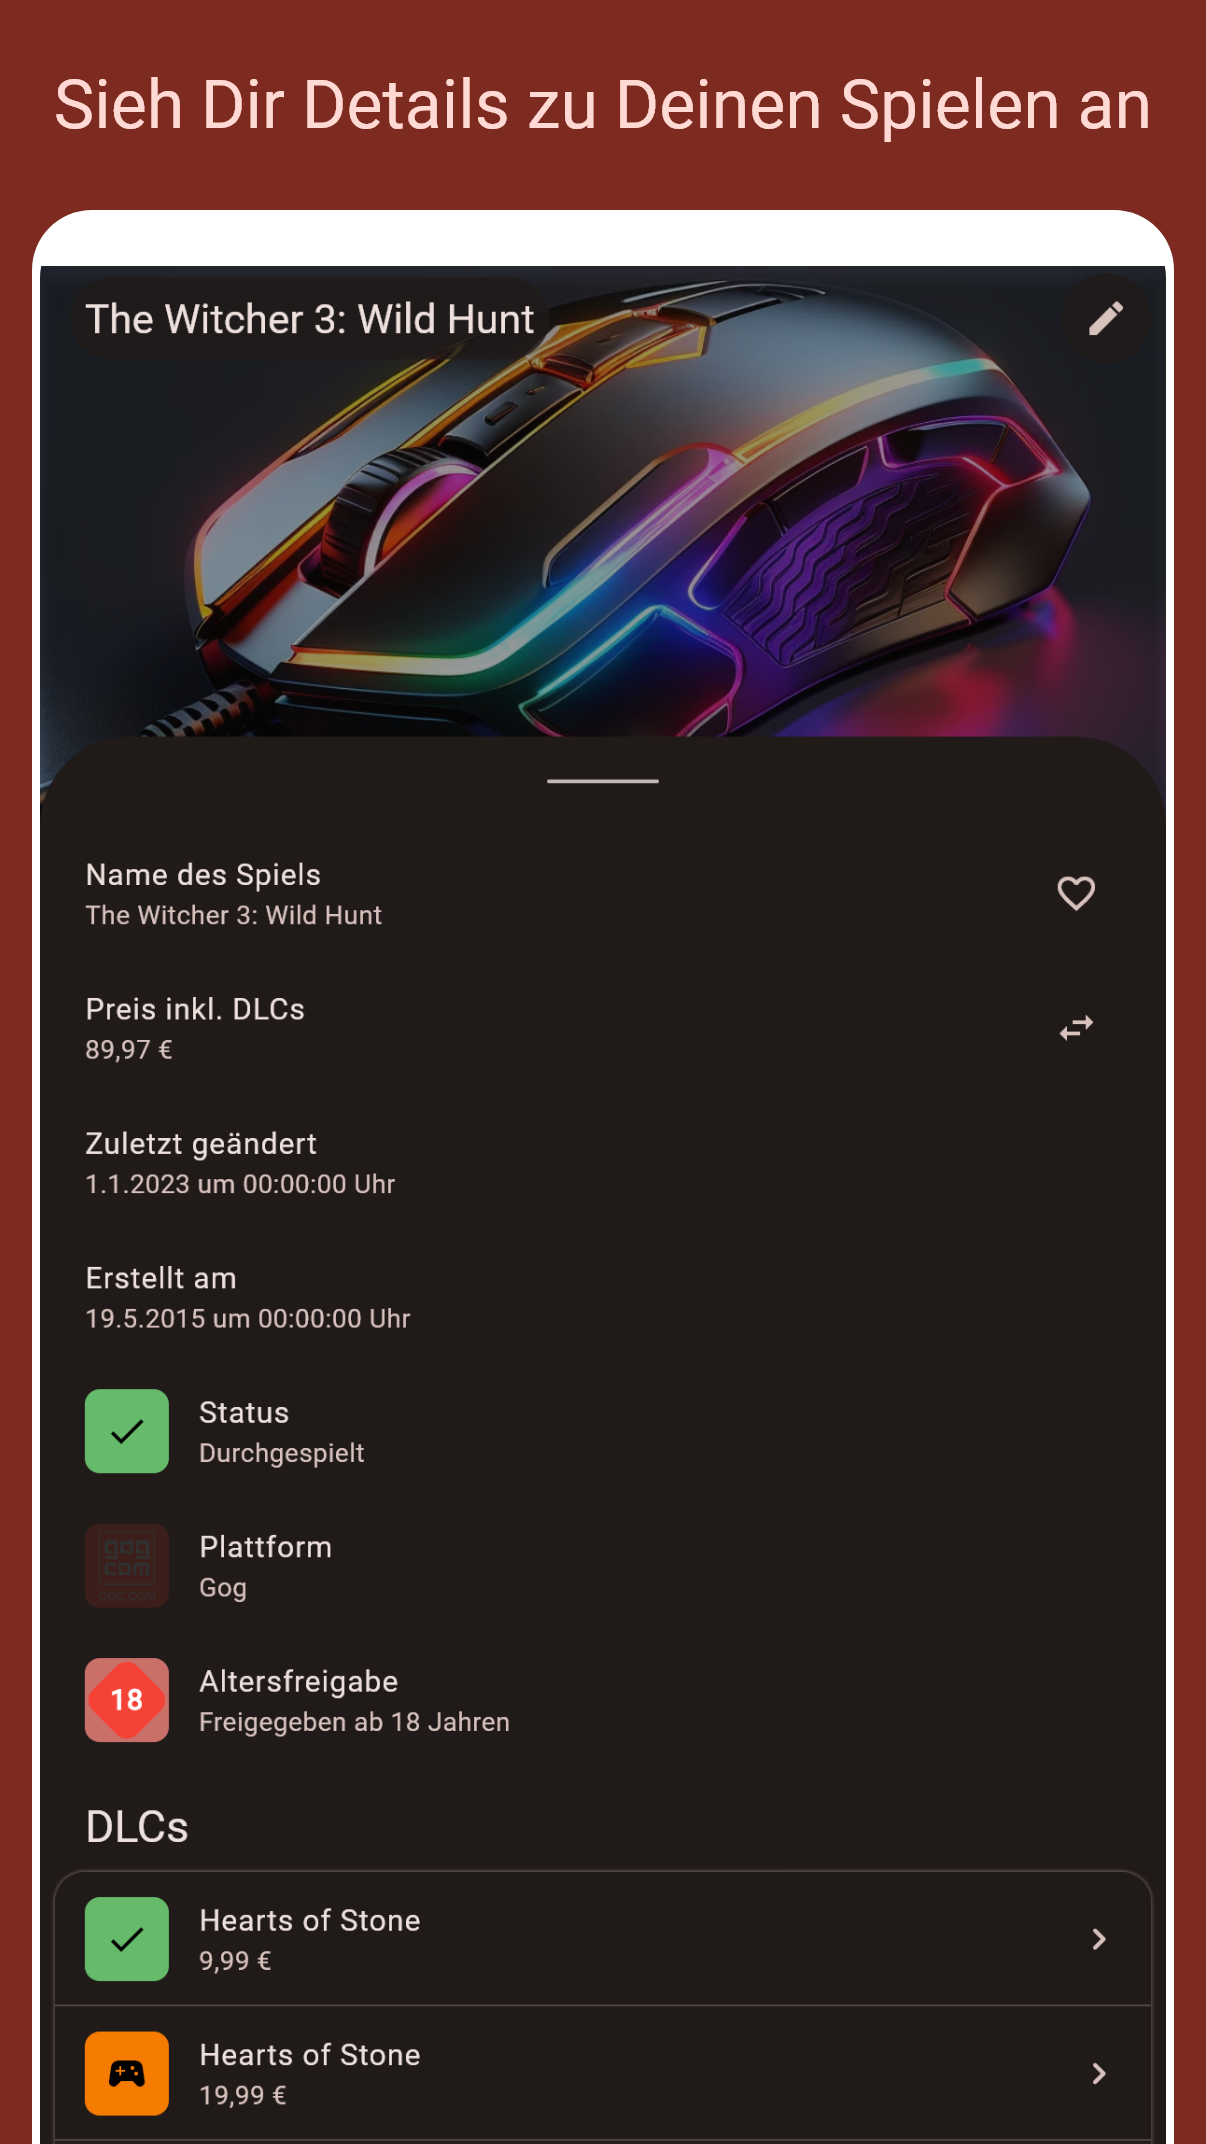 Sieh Dir Details zu Deinen Spielen an
The Witcher 3: Wild Hunt
Name des Spiels
The Witcher 3: Wild Hunt
Preis inkl. DLCs
89,97 €
Zuletzt geändert
1.1.2023 um 00:00:00 Uhr
Erstellt am
19.5.2015 um 00:00:00 Uhr
Status
Durchgespielt
gog
com
GOG.COM
Plattform
Gog
18
Altersfreigabe
Freigegeben ab 18 Jahren
DLCs
Hearts of Stone
9,99 €
Hearts of Stone
19,99 €